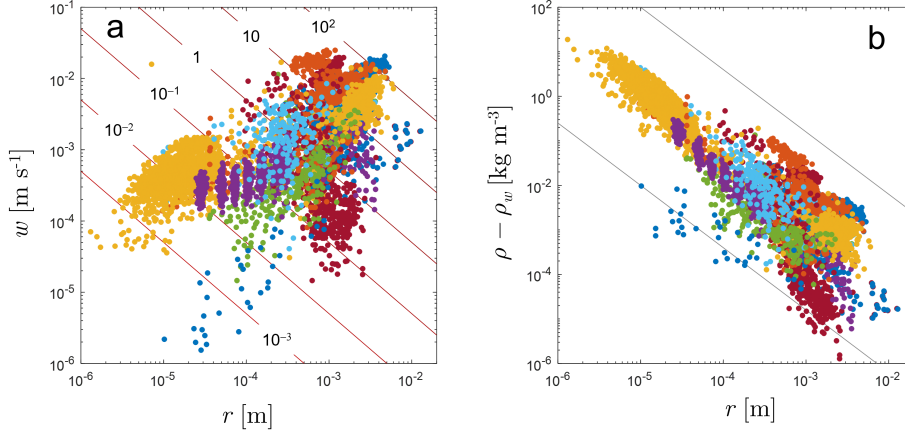 a
10⁻¹
10⁻²
10⁻³
10⁻⁴
10⁻⁵
10⁻⁶
w [m s⁻¹]
10⁻²
10⁻¹
1
10
10²
10⁻³
10⁻⁶ 10⁻⁵ 10⁻⁴ 10⁻³ 10⁻²
r [m]
b
10²
10⁰
10⁻²
10⁻⁴
10⁻⁶
ρ − ρ_w [kg m⁻³]
10⁻⁶ 10⁻⁵ 10⁻⁴ 10⁻³ 10⁻²
r [m]